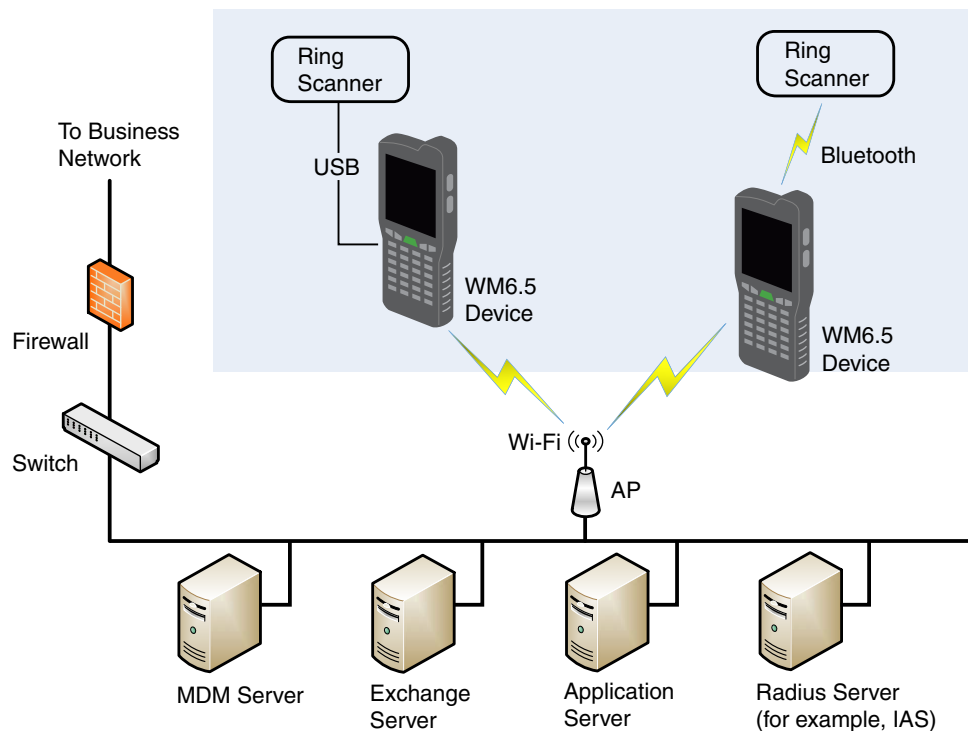 Ring
Scanner
Ring
Scanner
To Business
Network
USB
Bluetooth
WM6.5
Device
WM6.5
Device
Firewall
Wi-Fi
Switch
AP
MDM Server
Exchange
Server
Application
Server
Radius Server
(for example, IAS)